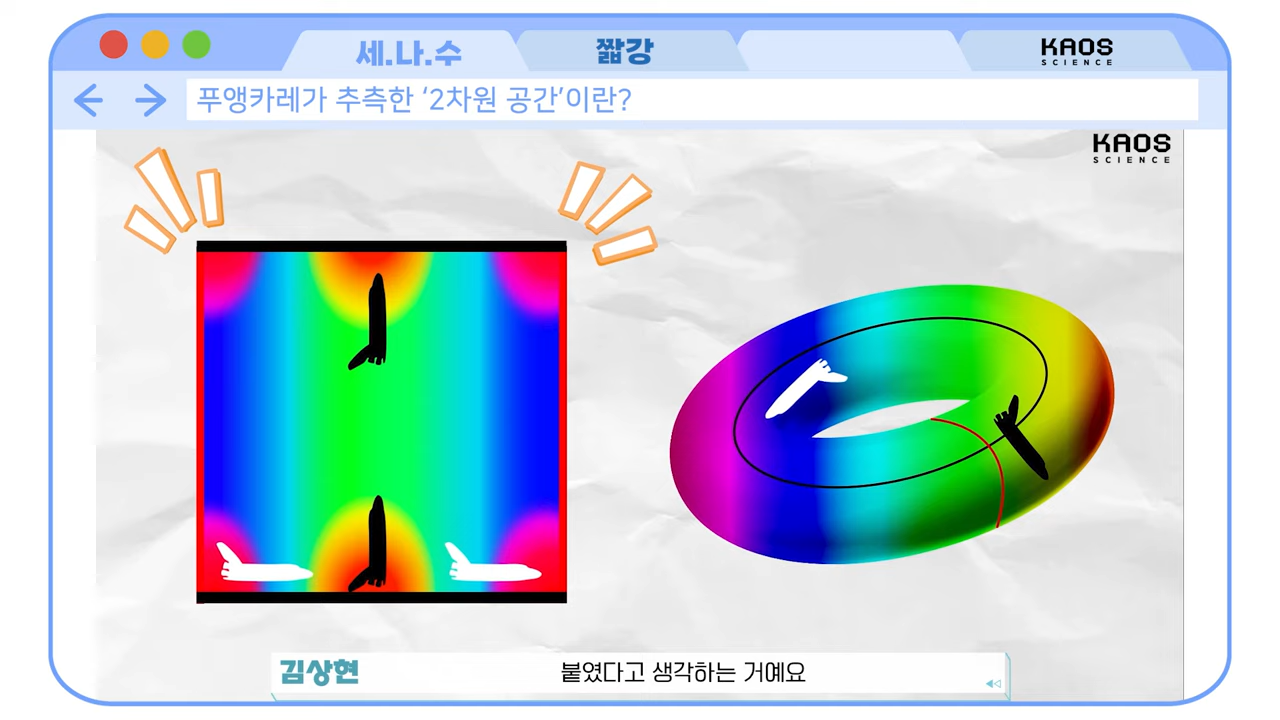 세.나.수
짧강
KAOS
SCIENCE
푸앵카레가 추측한 ‘2차원 공간’이란?
KAOS
SCIENCE
김상현
붙였다고 생각하는 거예요